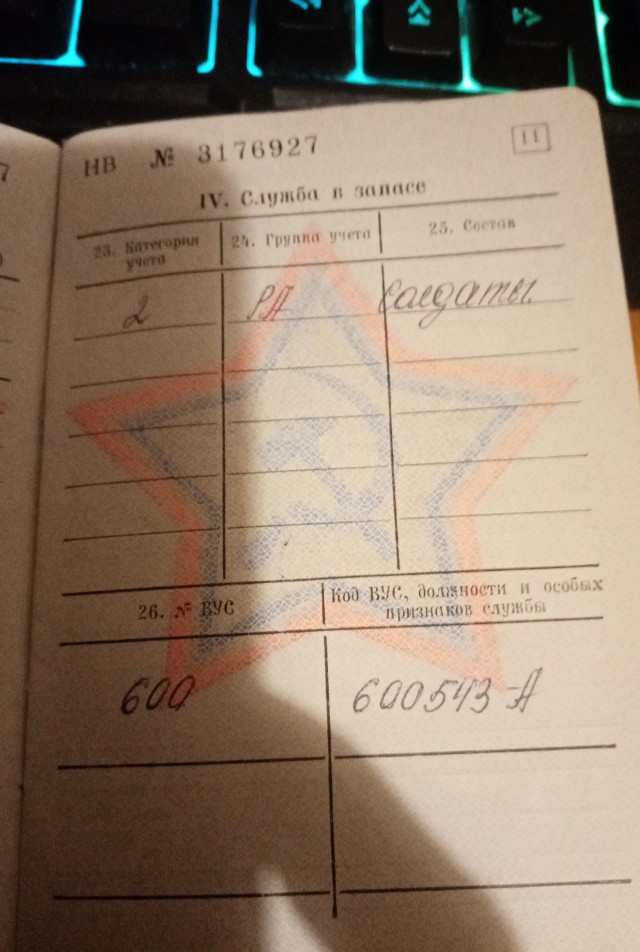 НВ № 3176927
11
IV. Служба в запасе
23. Категория учета
24. Группа учета
25. Состав
2 РА солдаты
26. № ВУС
Код ВУС, должности и особых признаков службы
600 600543-А
7